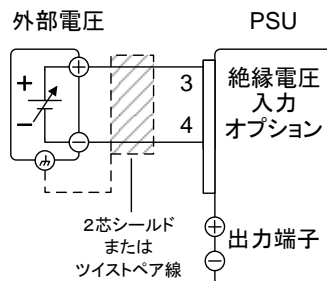 外部電圧
PSU
+
−
+
−
3
4
絶縁電圧
入力
オプション
2芯シールド
または
ツイストペア線
+
−
出力端子